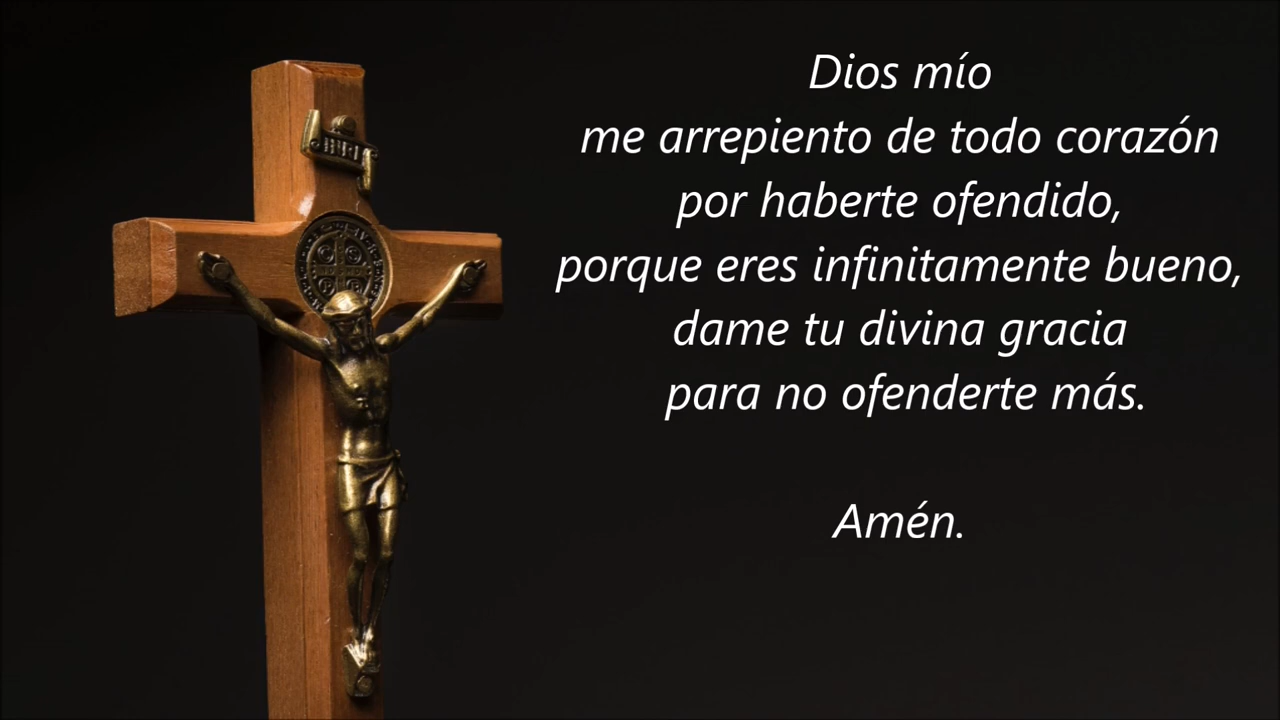 INRI
Dios mío
me arrepiento de todo corazón
por haberte ofendido,
porque eres infinitamente bueno,
dame tu divina gracia
para no ofenderte más.
Amén.